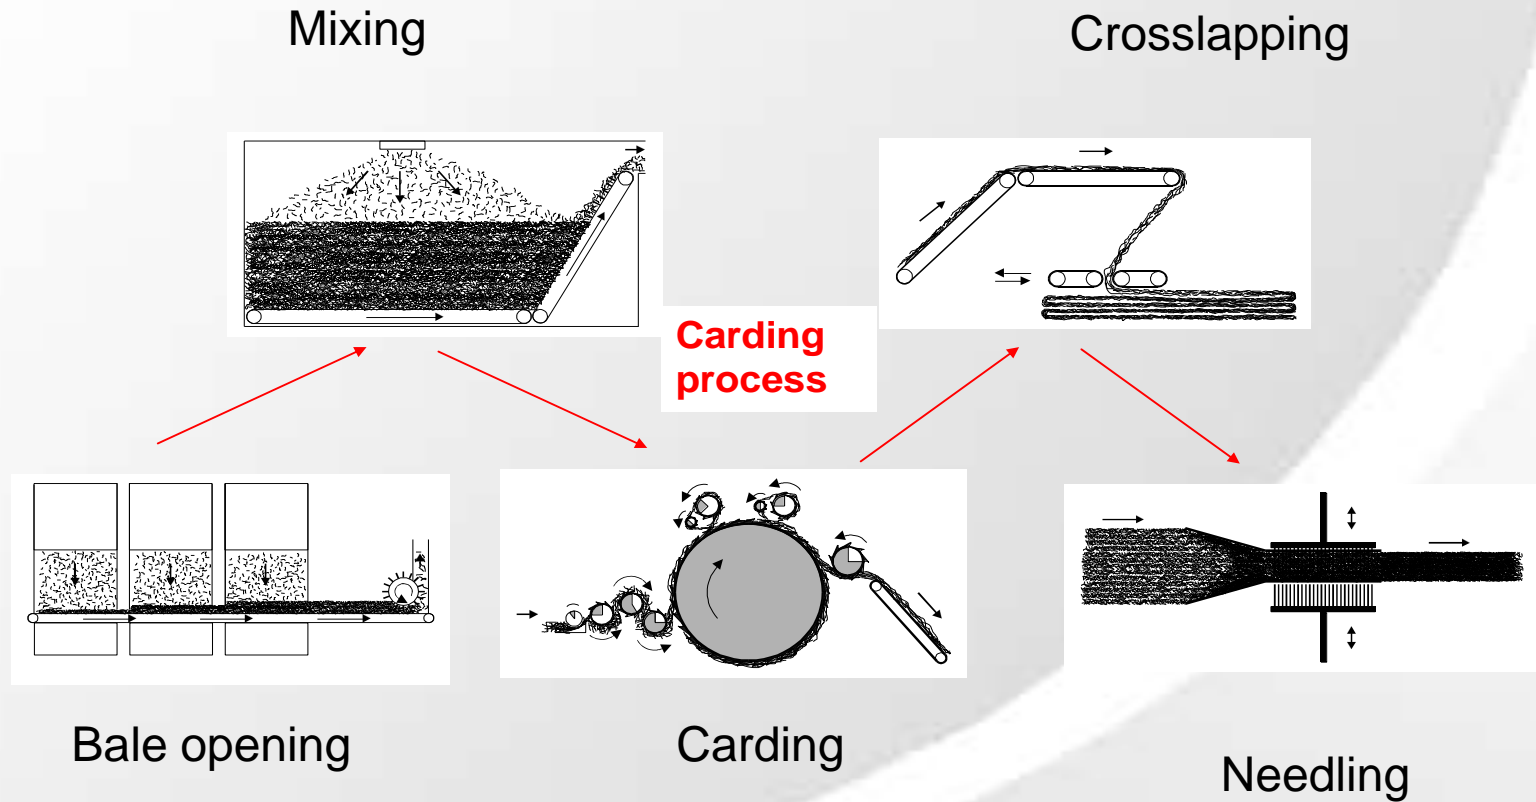 Mixing
Crosslapping
Carding
process
Bale opening
Carding
Needling